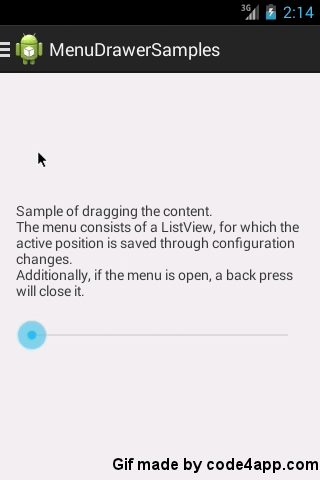 3G
2:14
MenuDrawerSamples
Sample of dragging the content.
The menu consists of a ListView, for which the
active position is saved through configuration
changes.
Additionally, if the menu is open, a back press
will close it.
Gif made by code4app.com